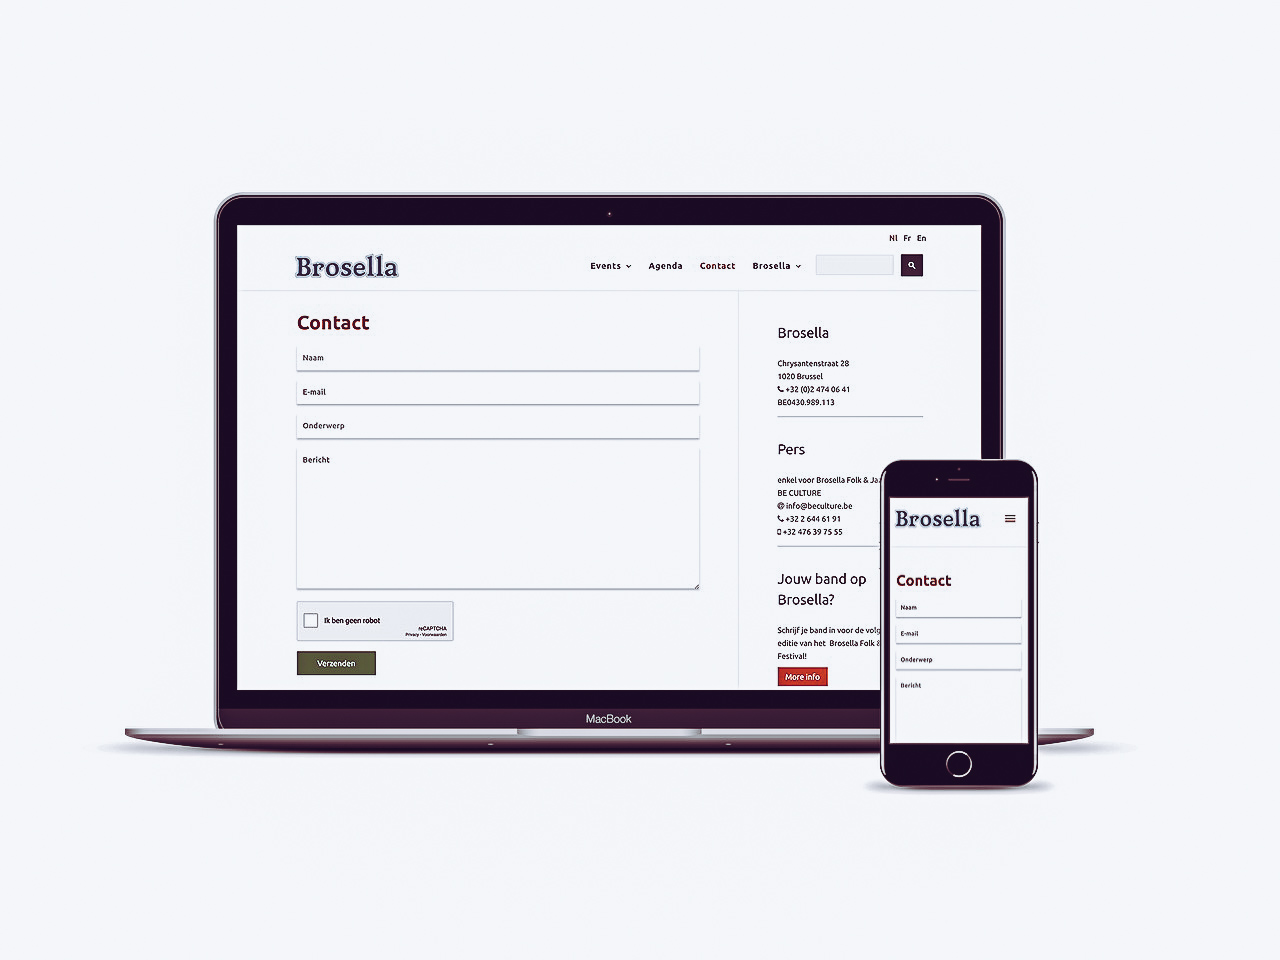 Nl Fr En
Brosella
Events Agenda Contact Brosella
Contact
Naam
E-mail
Onderwerp
Bericht
Ik ben geen robot
reCAPTCHA
Privacy - Voorwaarden
Verzenden
Brosella
Chrysantenstraat 28
1020 Brussel
+32 (0)2 474 06 41
BE0430.989.113
Pers
enkel voor Brosella Folk & Ja
BE CULTURE
@ info@beculture.be
+32 2 644 61 91
+32 476 39 75 55
Jouw band op
Brosella?
Schrijf je band in voor de volg
editie van het Brosella Folk &
Festival!
More info
MacBook
Brosella
Contact
Naam
E-mail
Onderwerp
Bericht